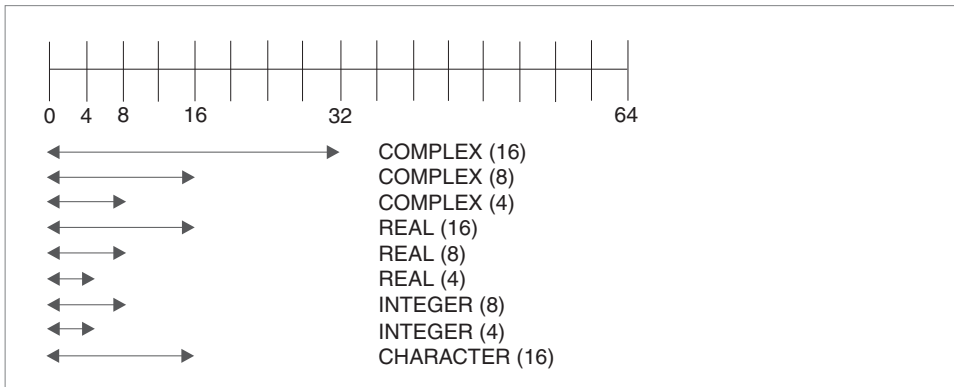 0 4 8 16 32 64
COMPLEX (16)
COMPLEX (8)
COMPLEX (4)
REAL (16)
REAL (8)
REAL (4)
INTEGER (8)
INTEGER (4)
CHARACTER (16)